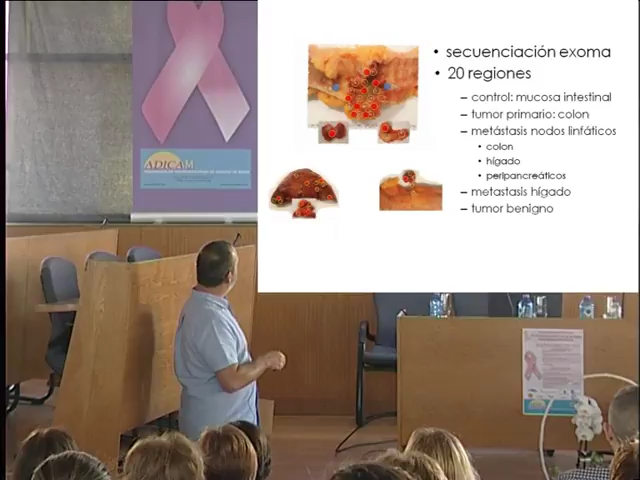 secuenciación exoma
20 regiones
control: mucosa intestinal
tumor primario: colon
metástasis nodos linfáticos
colon
hígado
peripancreáticos
metastasis hígado
tumor benigno
ADICAM